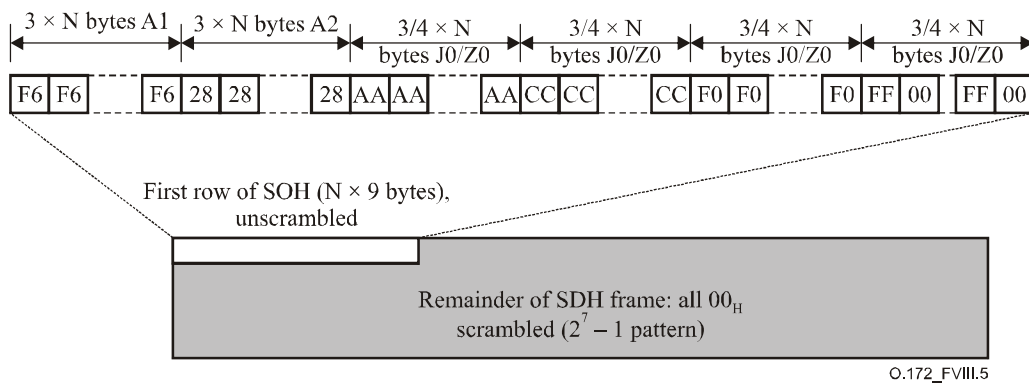 3 × N bytes A1
3 × N bytes A2
3/4 × N
bytes J0/Z0
3/4 × N
bytes J0/Z0
3/4 × N
bytes J0/Z0
3/4 × N
bytes J0/Z0
F6 F6 F6 28 28 28 AA AA AA CC CC CC F0 F0 F0 FF 00 FF 00
First row of SOH (N × 9 bytes),
unscrambled
Remainder of SDH frame: all 00H
scrambled (2⁷ – 1 pattern)
O.172_FVIII.5